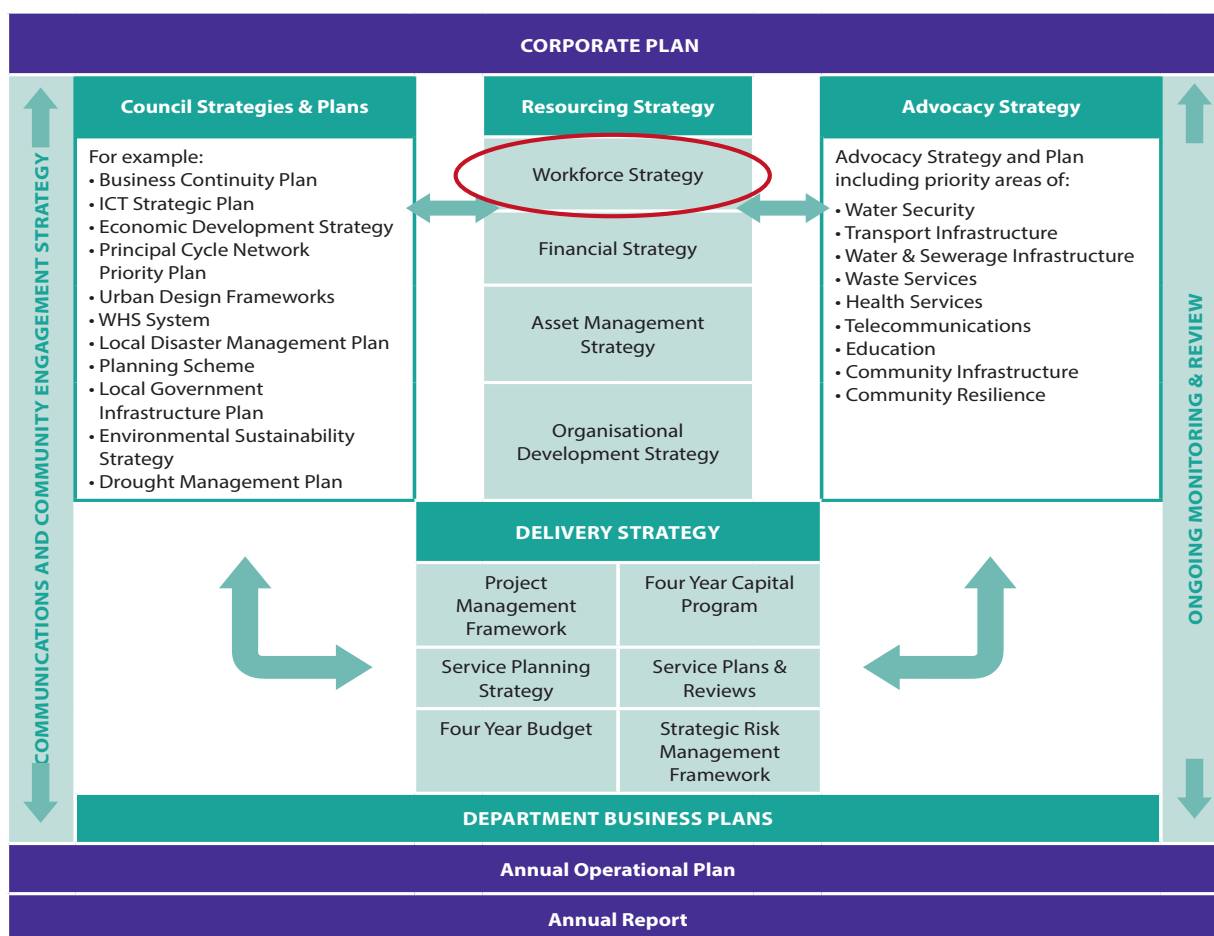 CORPORATE PLAN
COMMUNICATIONS AND COMMUNITY ENGAGEMENT STRATEGY
Council Strategies & Plans
For example:
• Business Continuity Plan
• ICT Strategic Plan
• Economic Development Strategy
• Principal Cycle Network
Priority Plan
• Urban Design Frameworks
• WHS System
• Local Disaster Management Plan
• Planning Scheme
• Local Government
Infrastructure Plan
• Environmental Sustainability
Strategy
• Drought Management Plan
Resourcing Strategy
Workforce Strategy
Financial Strategy
Asset Management
Strategy
Organisational
Development Strategy
Advocacy Strategy
Advocacy Strategy and Plan
including priority areas of:
• Water Security
• Transport Infrastructure
• Water & Sewerage Infrastructure
• Waste Services
• Health Services
• Telecommunications
• Education
• Community Infrastructure
• Community Resilience
ONGOING MONITORING & REVIEW
DELIVERY STRATEGY
Project
Management
Framework
Four Year Capital
Program
Service Planning
Strategy
Service Plans &
Reviews
Four Year Budget
Strategic Risk
Management
Framework
DEPARTMENT BUSINESS PLANS
Annual Operational Plan
Annual Report